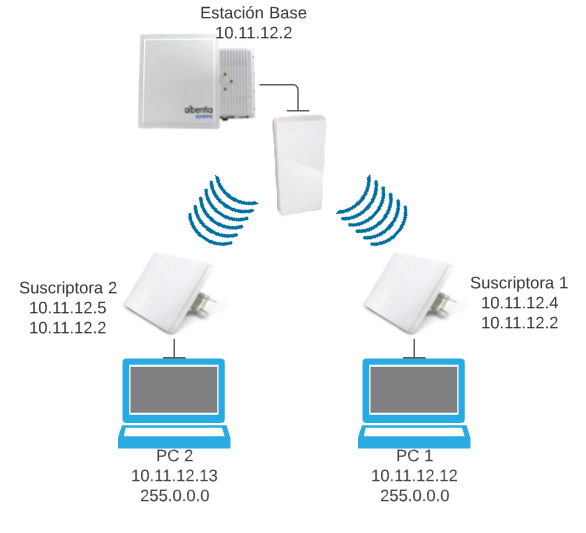 Estación Base
10.11.12.2
albentia
systems
Suscriptora 2
10.11.12.5
10.11.12.2
Suscriptora 1
10.11.12.4
10.11.12.2
PC 2
10.11.12.13
255.0.0.0
PC 1
10.11.12.12
255.0.0.0